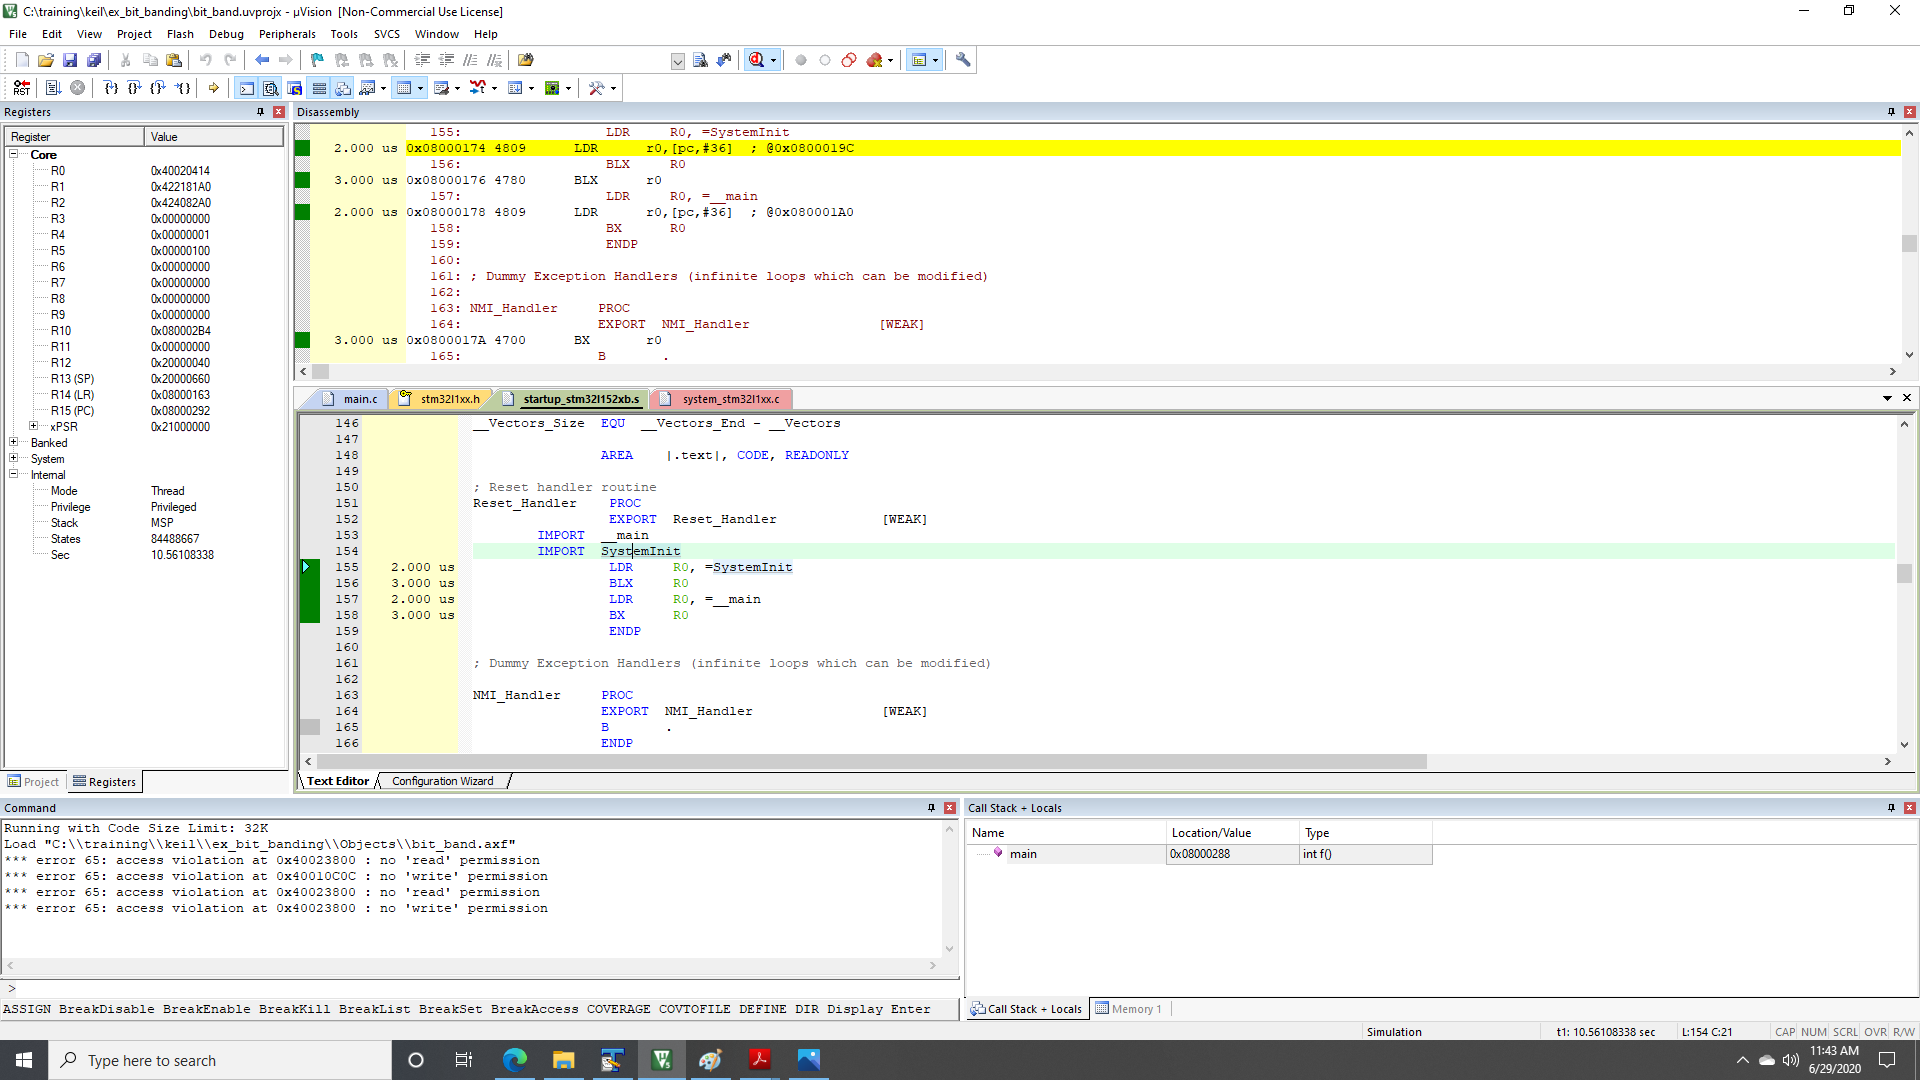 C:\training\keil\ex_bit_banding\bit_band.uvprojx - µVision  [Non-Commercial Use License]
File Edit View Project Flash Debug Peripherals Tools SVCS Window Help
Registers
Register Value
Core
R0 0x40020414
R1 0x422181A0
R2 0x424082A0
R3 0x00000000
R4 0x00000001
R5 0x00000100
R6 0x00000000
R7 0x00000000
R8 0x00000000
R9 0x00000000
R10 0x080002B4
R11 0x00000000
R12 0x20000040
R13 (SP) 0x20000660
R14 (LR) 0x08000163
R15 (PC) 0x08000292
xPSR 0x21000000
Banked
System
Internal
Mode Thread
Privilege Privileged
Stack MSP
States 84488667
Sec 10.56108338
Project Registers
Disassembly
155: LDR R0, =SystemInit
2.000 us 0x08000174 4809 LDR r0,[pc,#36] ; @0x0800019C
156: BLX R0
3.000 us 0x08000176 4780 BLX r0
157: LDR R0, =__main
2.000 us 0x08000178 4809 LDR r0,[pc,#36] ; @0x080001A0
158: BX R0
159: ENDP
160:
161: ; Dummy Exception Handlers (infinite loops which can be modified)
162:
163: NMI_Handler PROC
164: EXPORT NMI_Handler [WEAK]
3.000 us 0x0800017A 4700 BX r0
165: B .
main.c stm32l1xx.h startup_stm32l152xb.s system_stm32l1xx.c
146 __Vectors_Size EQU __Vectors_End - __Vectors
147
148 AREA |.text|, CODE, READONLY
149
150 ; Reset handler routine
151 Reset_Handler PROC
152 EXPORT Reset_Handler [WEAK]
153 IMPORT __main
154 IMPORT SystemInit
155 2.000 us LDR R0, =SystemInit
156 3.000 us BLX R0
157 2.000 us LDR R0, =__main
158 3.000 us BX R0
159 ENDP
160
161 ; Dummy Exception Handlers (infinite loops which can be modified)
162
163 NMI_Handler PROC
164 EXPORT NMI_Handler [WEAK]
165 B .
166 ENDP
Text Editor Configuration Wizard
Command
Running with Code Size Limit: 32K
Load "C:\\training\\keil\\ex_bit_banding\\Objects\\bit_band.axf"
*** error 65: access violation at 0x40023800 : no 'read' permission
*** error 65: access violation at 0x40010C0C : no 'write' permission
*** error 65: access violation at 0x40023800 : no 'read' permission
*** error 65: access violation at 0x40023800 : no 'write' permission
>
ASSIGN BreakDisable BreakEnable BreakKill BreakList BreakSet BreakAccess COVERAGE COVTOFILE DEFINE DIR Display Enter
Call Stack + Locals
Name Location/Value Type
main 0x08000288 int f()
Call Stack + Locals Memory 1
Simulation t1: 10.56108338 sec L:154 C:21 CAP NUM SCRL OVR R/W
Type here to search
11:43 AM
6/29/2020